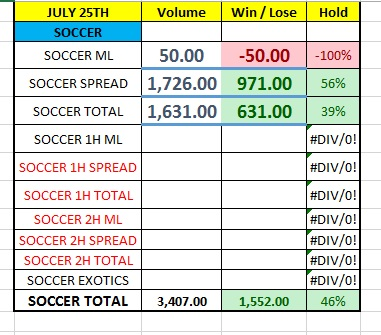 JULY 25TH Volume Win / Lose Hold
SOCCER
SOCCER ML 50.00 -50.00 -100%
SOCCER SPREAD 1,726.00 971.00 56%
SOCCER TOTAL 1,631.00 631.00 39%
SOCCER 1H ML #DIV/0!
SOCCER 1H SPREAD #DIV/0!
SOCCER 1H TOTAL #DIV/0!
SOCCER 2H ML #DIV/0!
SOCCER 2H SPREAD #DIV/0!
SOCCER 2H TOTAL #DIV/0!
SOCCER EXOTICS #DIV/0!
SOCCER TOTAL 3,407.00 1,552.00 46%